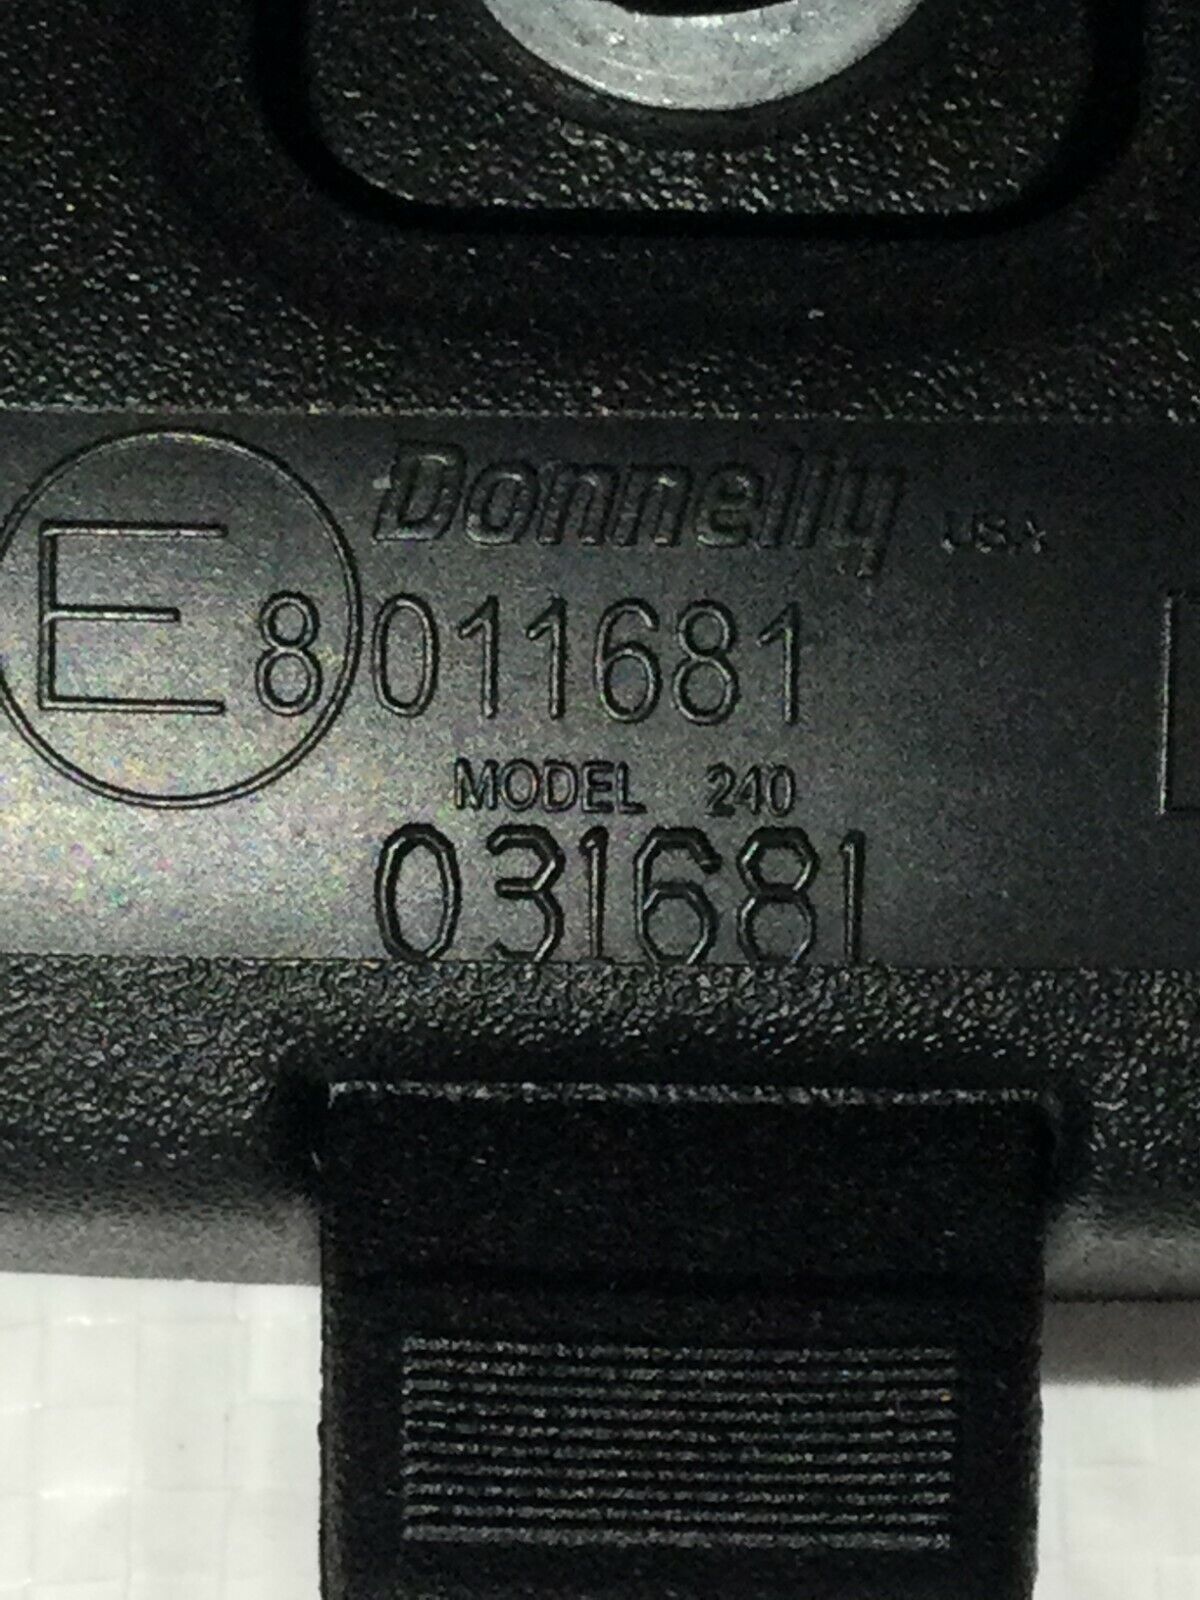 Donnelly USA
E8 011681
MODEL 240
031681